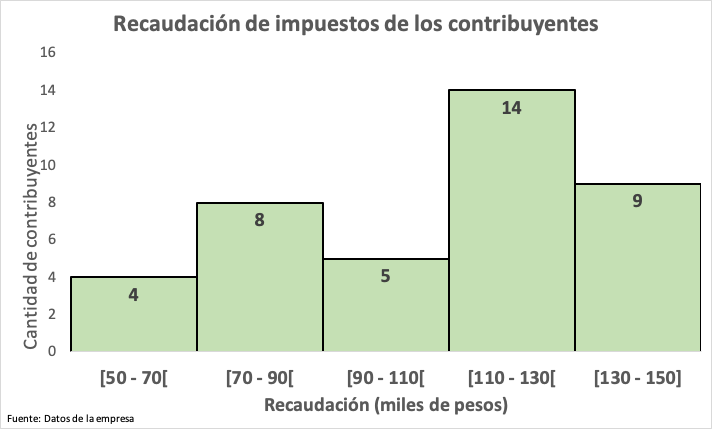 Recaudación de impuestos de los contribuyentes
Cantidad de contribuyentes
16
14
12
10
8
6
4
2
0
4
8
5
14
9
[50 - 70[
[70 - 90[
[90 - 110[
[110 - 130[
[130 - 150]
Recaudación (miles de pesos)
Fuente: Datos de la empresa